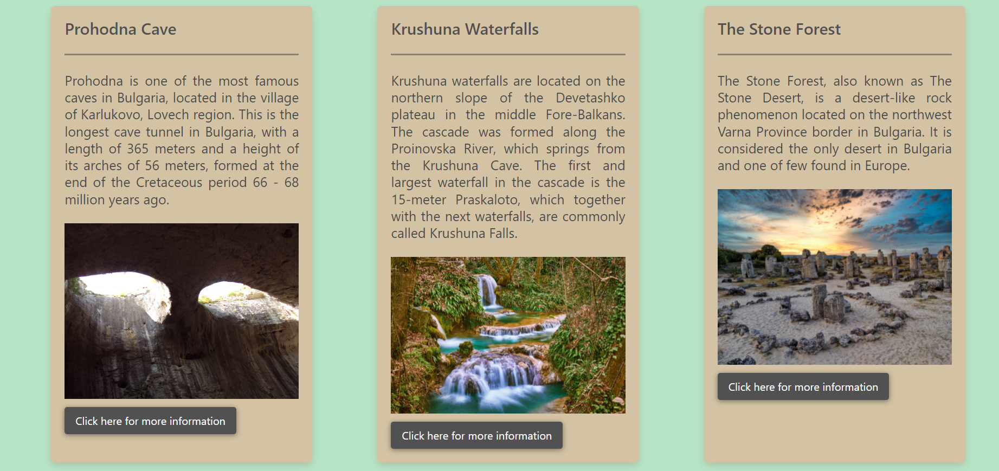 Prohodna Cave
Prohodna is one of the most famous
caves in Bulgaria, located in the village
of Karlukovo, Lovech region. This is the
longest cave tunnel in Bulgaria, with a
length of 365 meters and a height of
its arches of 56 meters, formed at the
end of the Cretaceous period 66 - 68
million years ago.
Click here for more information
Krushuna Waterfalls
Krushuna waterfalls are located on the
northern slope of the Devetashko
plateau in the middle Fore-Balkans.
The cascade was formed along the
Proinovska River, which springs from
the Krushuna Cave. The first and
largest waterfall in the cascade is the
15-meter Praskaloto, which together
with the next waterfalls, are commonly
called Krushuna Falls.
Click here for more information
The Stone Forest
The Stone Forest, also known as The
Stone Desert, is a desert-like rock
phenomenon located on the northwest
Varna Province border in Bulgaria. It is
considered the only desert in Bulgaria
and one of few found in Europe.
Click here for more information